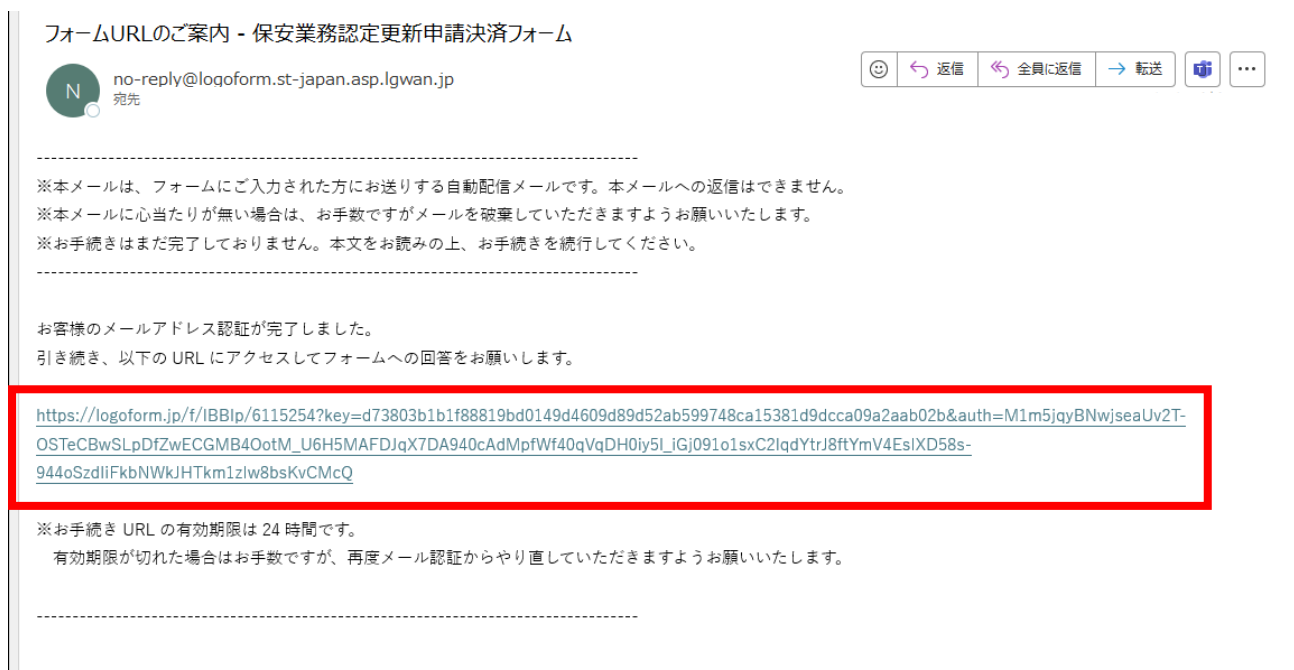 フォームURLのご案内 - 保安業務認定更新申請決済フォーム
N
no-reply@logoform.st-japan.asp.lgwan.jp
宛先
返信
全員に返信
転送
-----------------------------------------------------------------------------------
※本メールは、フォームにご入力された方にお送りする自動配信メールです。本メールへの返信はできません。
※本メールに心当たりが無い場合は、お手数ですがメールを破棄していただきますようお願いいたします。
※お手続きはまだ完了しておりません。本文をお読みの上、お手続きを続行してください。
-----------------------------------------------------------------------------------
お客様のメールアドレス認証が完了しました。
引き続き、以下の URL にアクセスしてフォームへの回答をお願いします。
https://logoform.jp/f/IBBIp/6115254?key=d73803b1b1f88819bd0149d4609d89d52ab599748ca15381d9dcca09a2aab02b&auth=M1m5jqyBNwjseaUv2T-
OSTeCBwSLpDfZwECGMB4OotM_U6H5MAFDJqX7DA940cAdMpfWf40qVqDH0iy5I_iGj091o1sxC2IqdYtrJ8ftYmV4EsIXD58s-
944oSzdIiFkbNWkJHTkm1zIw8bsKvCMcQ
※お手続き URL の有効期限は 24 時間です。
有効期限が切れた場合はお手数ですが、再度メール認証からやり直していただきますようお願いいたします。
-----------------------------------------------------------------------------------